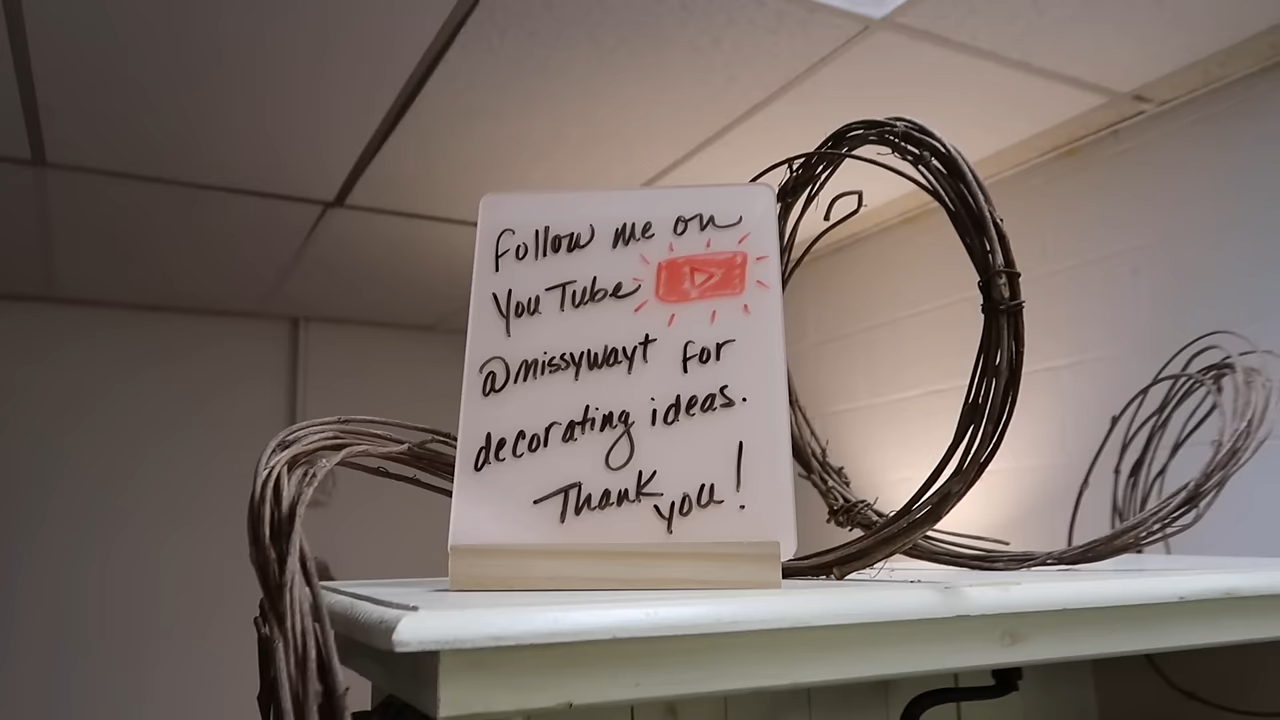 Follow me on
YouTube
@missywayt for
decorating ideas.
Thank you!